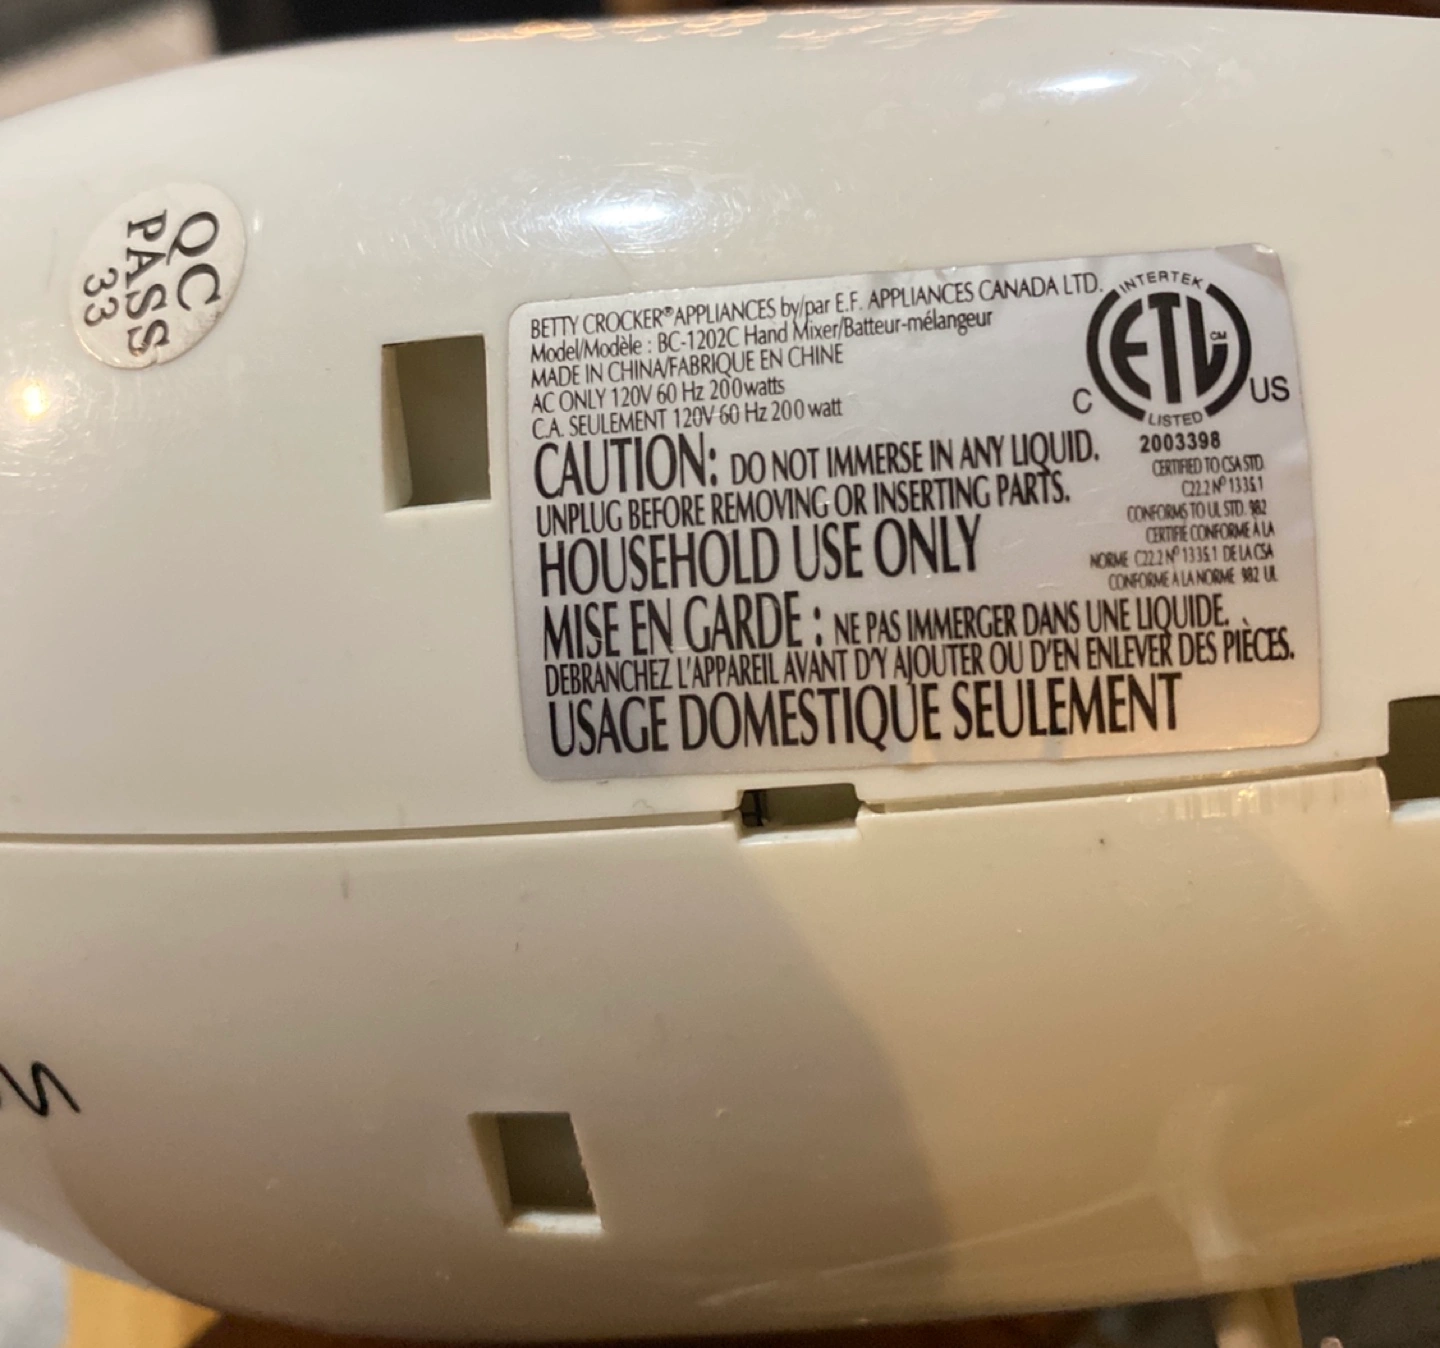 QC
PASS
33
BETTY CROCKER® APPLIANCES by/par E.F. APPLIANCES CANADA LTD.
Model/Modèle : BC-1202C Hand Mixer/Batteur-mélangeur
MADE IN CHINA/FABRIQUE EN CHINE
AC ONLY 120V 60 Hz 200watts
C.A. SEULEMENT 120V 60 Hz 200 watt
CAUTION: DO NOT IMMERSE IN ANY LIQUID.
UNPLUG BEFORE REMOVING OR INSERTING PARTS.
HOUSEHOLD USE ONLY
MISE EN GARDE : NE PAS IMMERGER DANS UNE LIQUIDE.
DEBRANCHEZ L'APPAREIL AVANT D'Y AJOUTER OU D'EN ENLEVER DES PIÈCES.
USAGE DOMESTIQUE SEULEMENT
INTERTEK
ETL CM
C US
LISTED
2003398
CERTIFIED TO CSA STD.
C22.2 Nº 1335.1
CONFORMS TO UL STD. 982
CERTIFIÉ CONFORME À LA
NORME C22.2 Nº 1335.1 DE LA CSA
CONFORME À LA NORME 982 UL